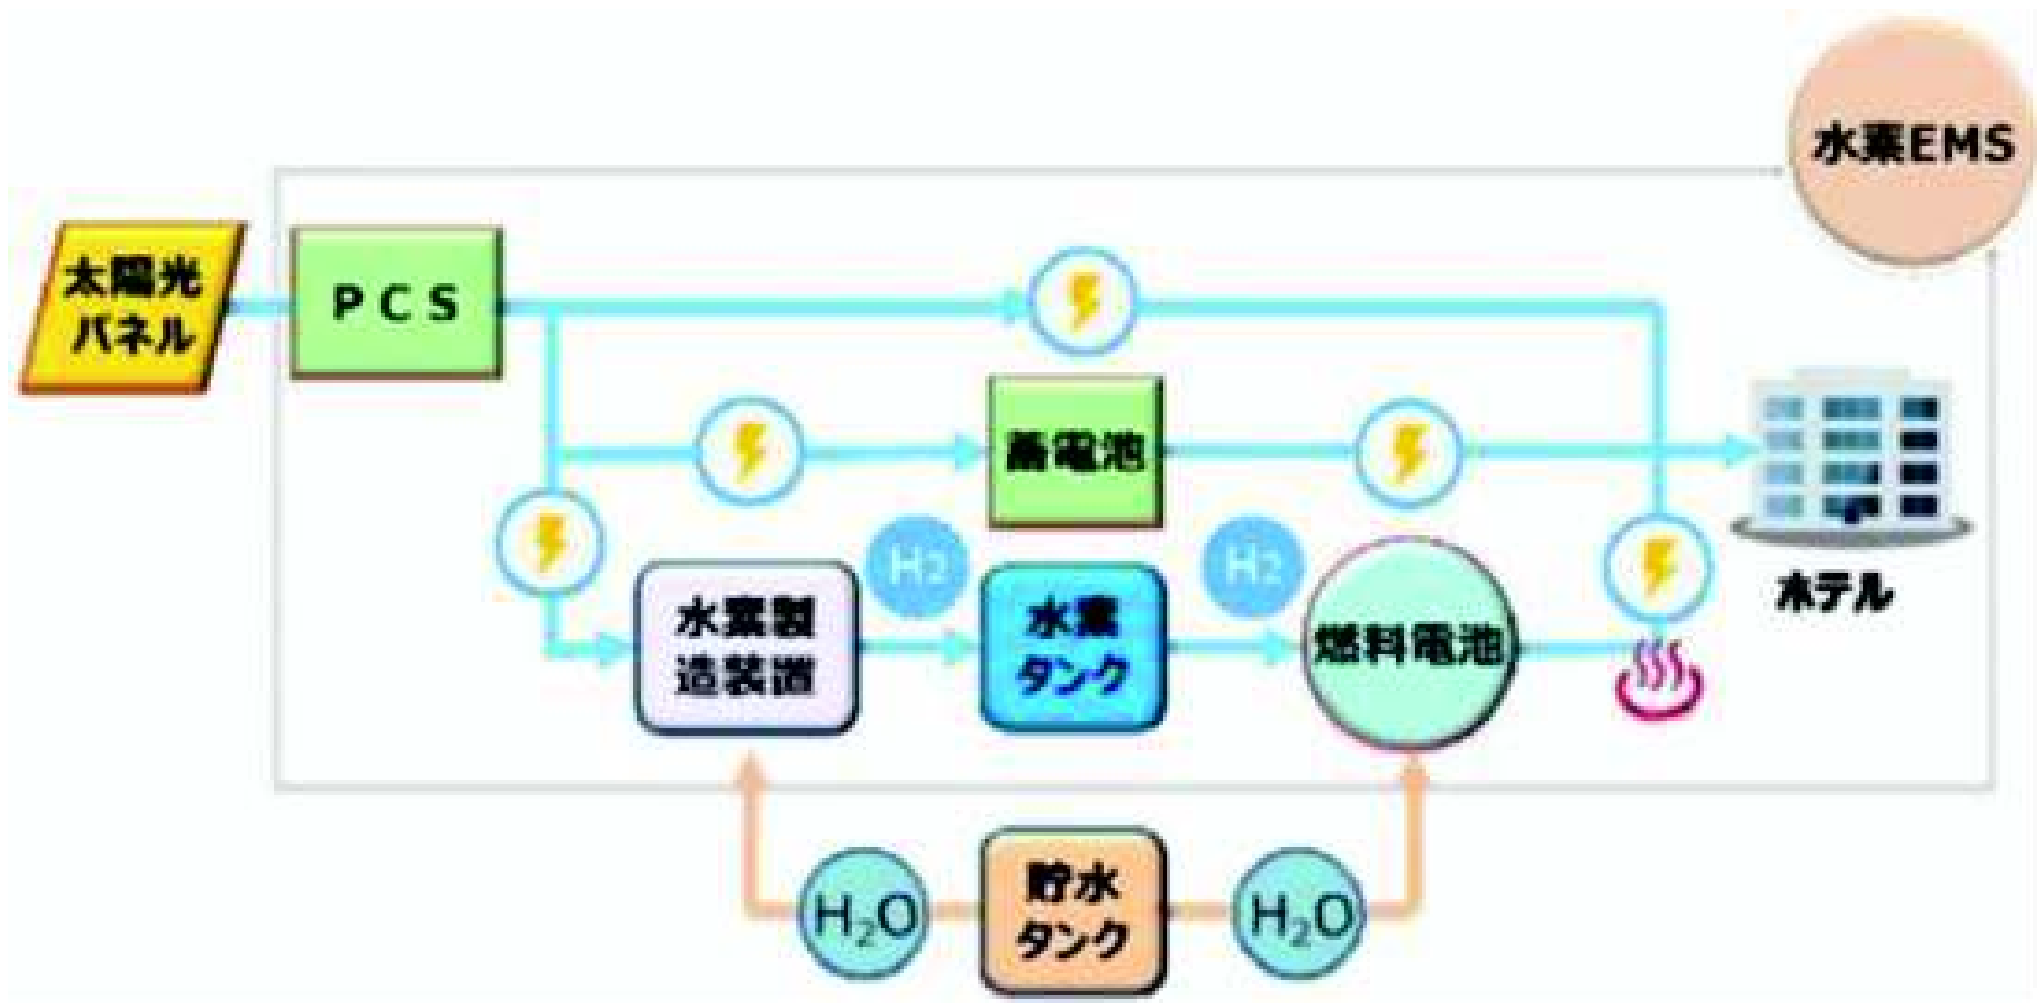 水素EMS
太陽光
パネル
PCS
蓄電池
H2
H2
水素製
造装置
水素
タンク
燃料電池
ホテル
H₂O
貯水
タンク
H₂O